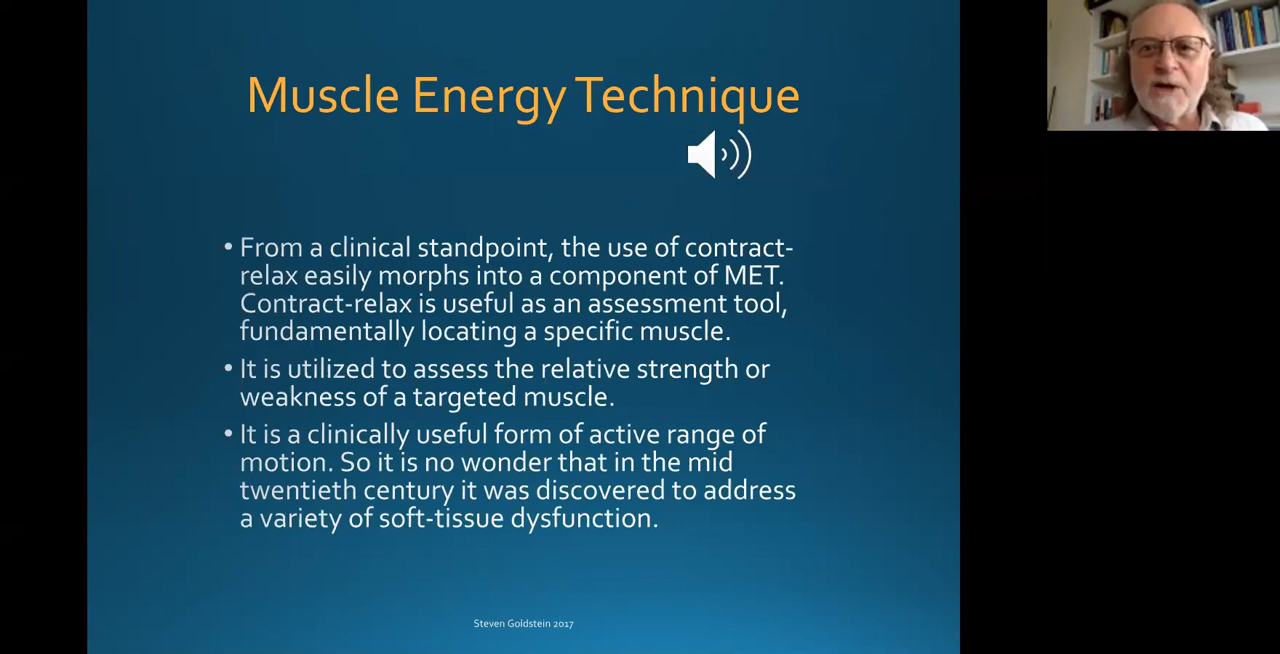 Muscle Energy Technique
• From a clinical standpoint, the use of contract-
relax easily morphs into a component of MET.
Contract-relax is useful as an assessment tool,
fundamentally locating a specific muscle.
• It is utilized to assess the relative strength or
weakness of a targeted muscle.
• It is a clinically useful form of active range of
motion. So it is no wonder that in the mid
twentieth century it was discovered to address
a variety of soft-tissue dysfunction.
Steven Goldstein 2017